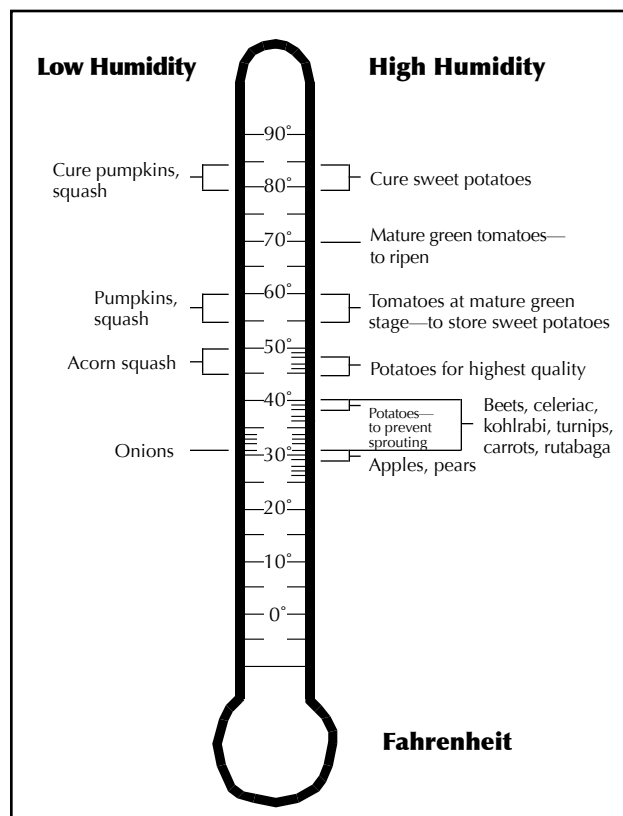 Low Humidity
High Humidity
90°
Cure pumpkins,
squash
80°
Cure sweet potatoes
70°
Mature green tomatoes—
to ripen
60°
Pumpkins,
squash
Tomatoes at mature green
stage—to store sweet potatoes
50°
Acorn squash
Potatoes for highest quality
40°
Potatoes—
to prevent
sprouting
Beets, celeriac,
kohlrabi, turnips,
carrots, rutabaga
Onions
30°
Apples, pears
20°
10°
0°
Fahrenheit